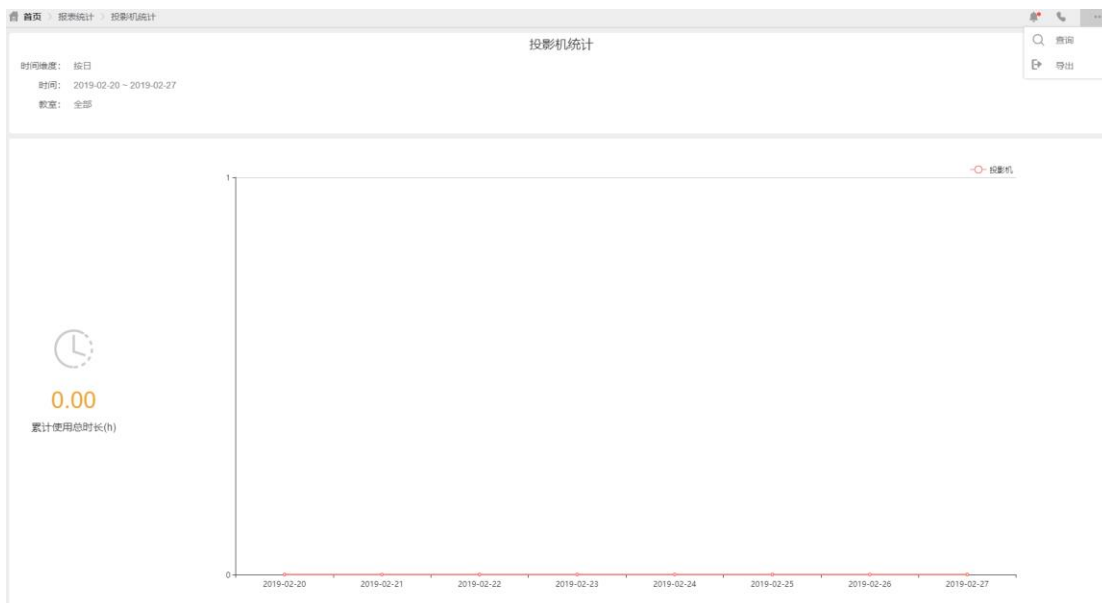 首页 > 报表统计 > 投影机统计
投影机统计
查询
导出
时间维度： 按日
时间： 2019-02-20 ~ 2019-02-27
教室： 全部
投影机
1
0.00
累计使用总时长(h)
0
2019-02-20 2019-02-21 2019-02-22 2019-02-23 2019-02-24 2019-02-25 2019-02-26 2019-02-27